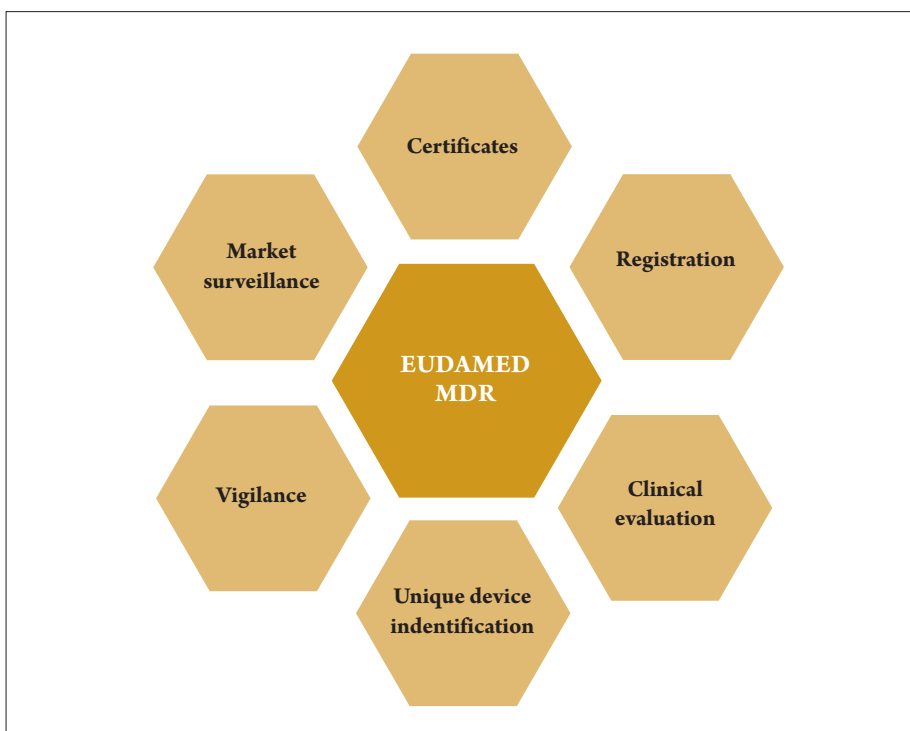 Certificates
Market
surveillance
Registration
EUDAMED
MDR
Vigilance
Clinical
evaluation
Unique device
indentification